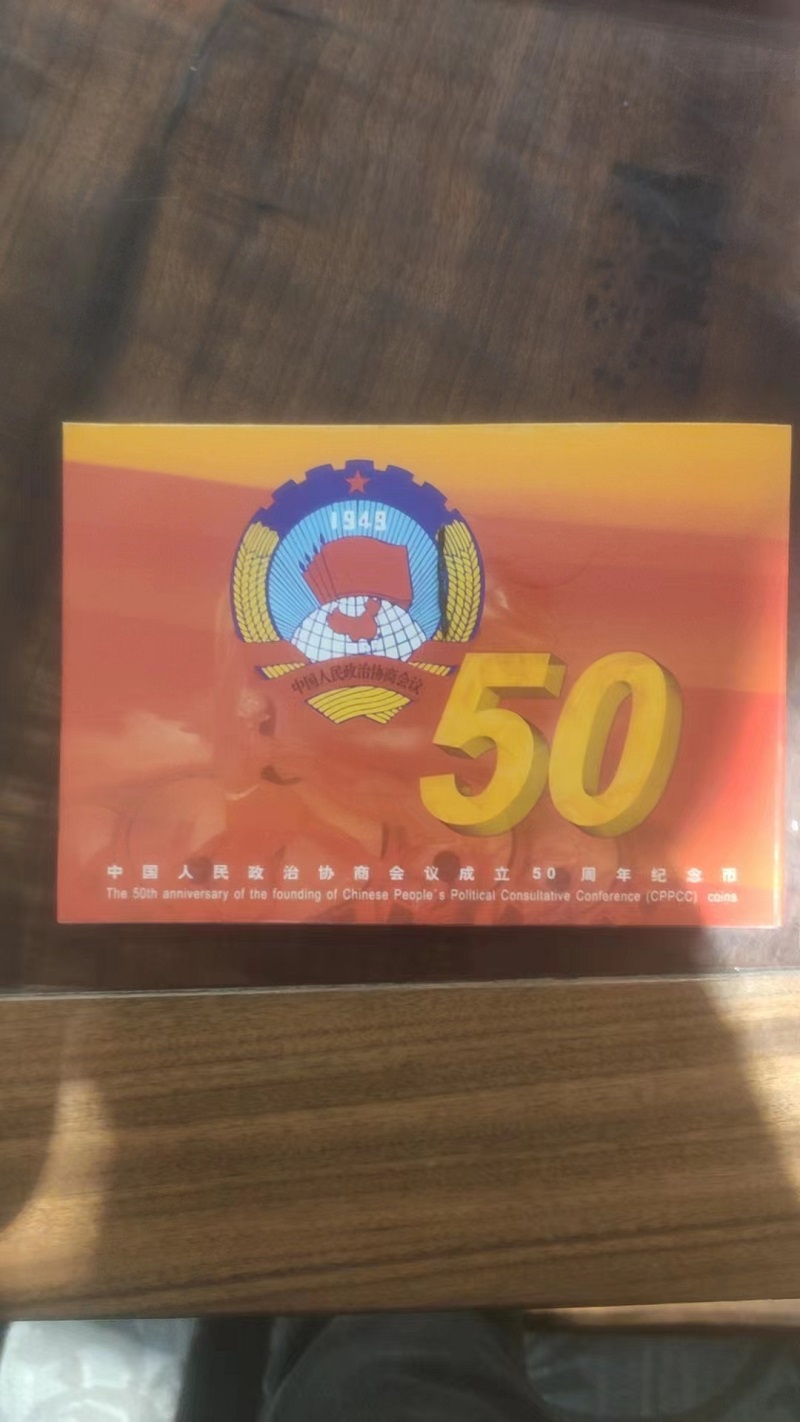 1949
中国人民政治协商会议
50
中国人民政治协商会议成立50周年纪念币
The 50th anniversary of the founding of Chinese People's Political Consultative Conference (CPPCC) coins